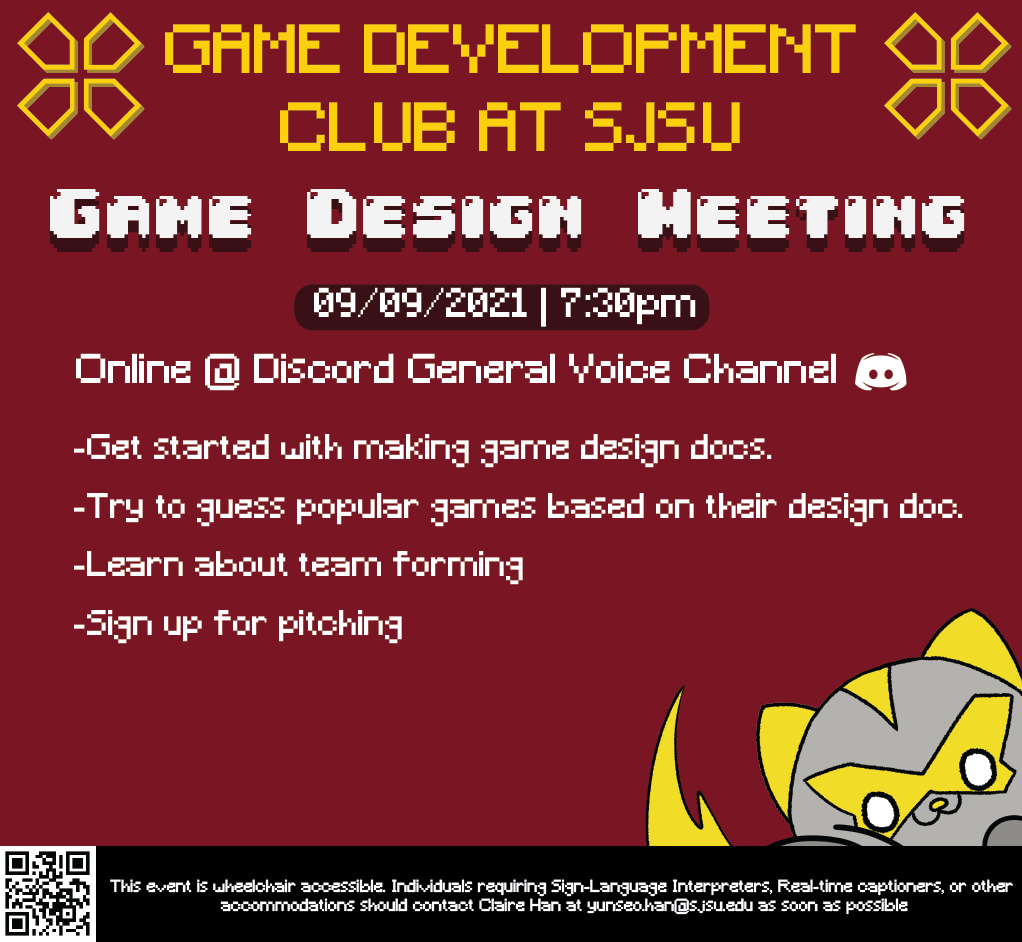 GAME DEVELOPMENT
CLUB AT SJSU
GAME DESIGN MEETING
09/09/2021 | 7:30pm
Online @ Discord General Voice Channel
-Get started with making game design docs.
-Try to guess popular games based on their design doc.
-Learn about team forming
-Sign up for pitching
This event is wheelchair accessible. Individuals requiring Sign-Language Interpreters, Real-time captioners, or other
accommodations should contact Claire Han at yunseo.han@sjsu.edu as soon as possible